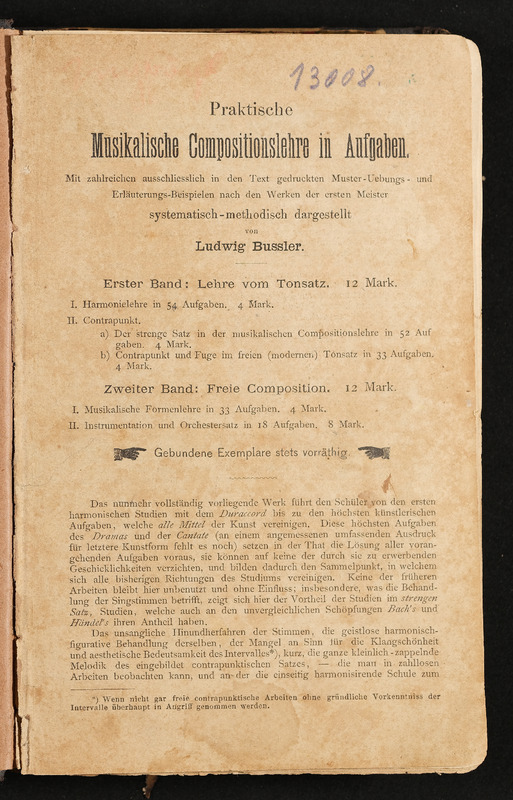 13008.
Praktische
Musikalische Compositionslehre in Aufgaben.
Mit zahlreichen ausschliesslich in den Text gedruckten Muster-Uebungs- und
Erläuterungs-Beispielen nach den Werken der ersten Meister
systematisch-methodisch dargestellt
von
Ludwig Bussler.
Erster Band: Lehre vom Tonsatz. 12 Mark.
I. Harmonielehre in 54 Aufgaben. 4 Mark.
II. Contrapunkt.
a) Der strenge Satz in der musikalischen Compositionslehre in 52 Auf
gaben. 4 Mark.
b) Contrapunkt und Fuge im freien (modernen) Tonsatz in 33 Aufgaben.
4 Mark.
Zweiter Band: Freie Composition. 12 Mark.
I. Musikalische Formenlehre in 33 Aufgaben. 4 Mark.
II. Instrumentation und Orchestersatz in 18 Aufgaben. 8 Mark.
Gebundene Exemplare stets vorräthig.
Das nunmehr vollständig vorliegende Werk führt den Schüler von den ersten
harmonischen Studien mit dem Duraccord bis zu den höchsten künstlerischen
Aufgaben, welche alle Mittel der Kunst vereinigen. Diese höchsten Aufgaben
des Dramas und der Cantate (an einem angemessenen umfassenden Ausdruck
für letztere Kunstform fehlt es noch) setzen in der That die Lösung aller voran-
gehenden Aufgaben voraus, sie können auf keine der durch sie zu erwerbenden
Geschicklichkeiten verzichten, und bilden dadurch den Sammelpunkt, in welchem
sich alle bisherigen Richtungen des Studiums vereinigen. Keine der früheren
Arbeiten bleibt hier unbenutzt und ohne Einfluss: insbesondere, was die Behand-
lung der Singstimmen betrifft, zeigt sich hier der Vortheil der Studien im strengen
Satz, Studien, welche auch an den unvergleichlichen Schöpfungen Bach's und
Händel's ihren Antheil haben.
Das unsangliche Hinundherfahren der Stimmen, die geistlose harmonisch-
figurative Behandlung derselben, der Mangel an Sinn für die Klangschönheit
und aesthetische Bedeutsamkeit des Intervalles*), kurz, die ganze kleinlich-zappelnde
Melodik des eingebildet contrapunktischen Satzes, — die man in zahllosen
Arbeiten beobachten kann, und an der die einseitig harmonisirende Schule zum
*) Wenn nicht gar freie contrapunktische Arbeiten ohne gründliche Vorkenntniss der
Intervalle überhaupt in Angriff genommen werden.